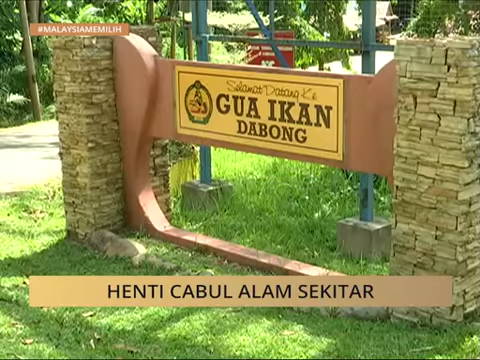 #MALAYSIAMEMILIH
Selamat Datang Ke
GUA IKAN
DABONG
HENTI CABUL ALAM SEKITAR